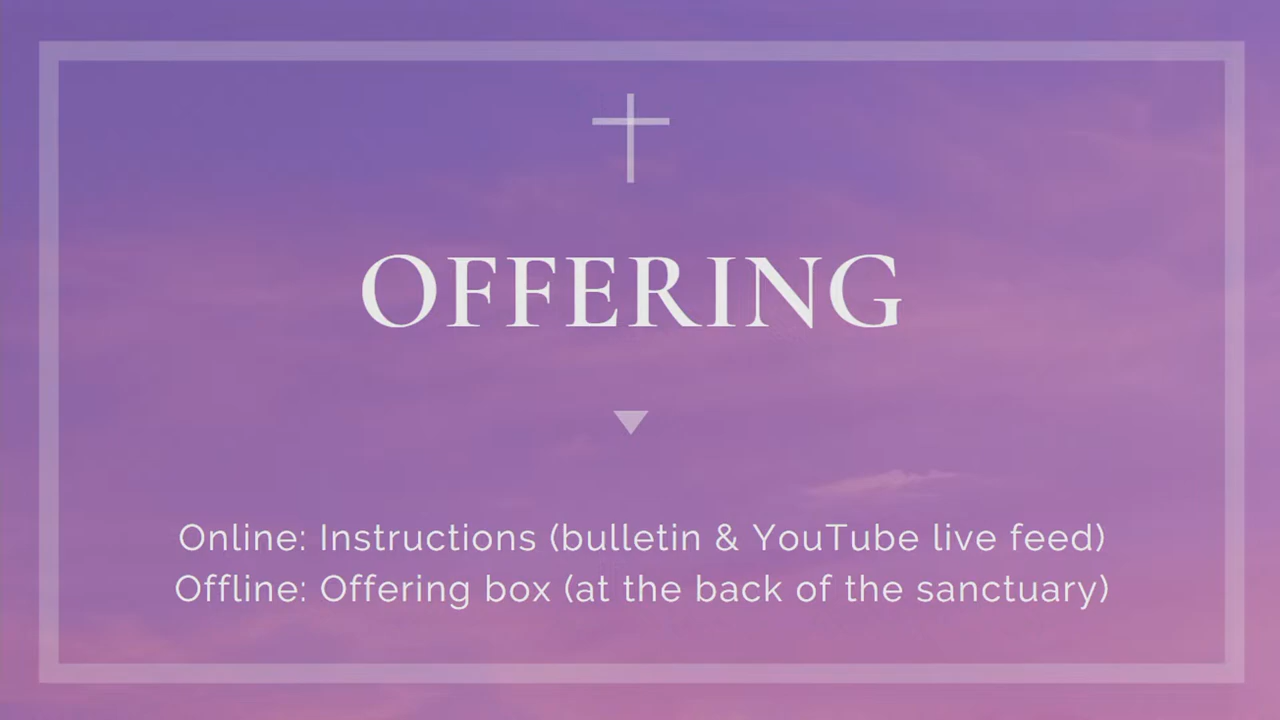 OFFERING
Online: Instructions (bulletin & YouTube live feed)
Offline: Offering box (at the back of the sanctuary)